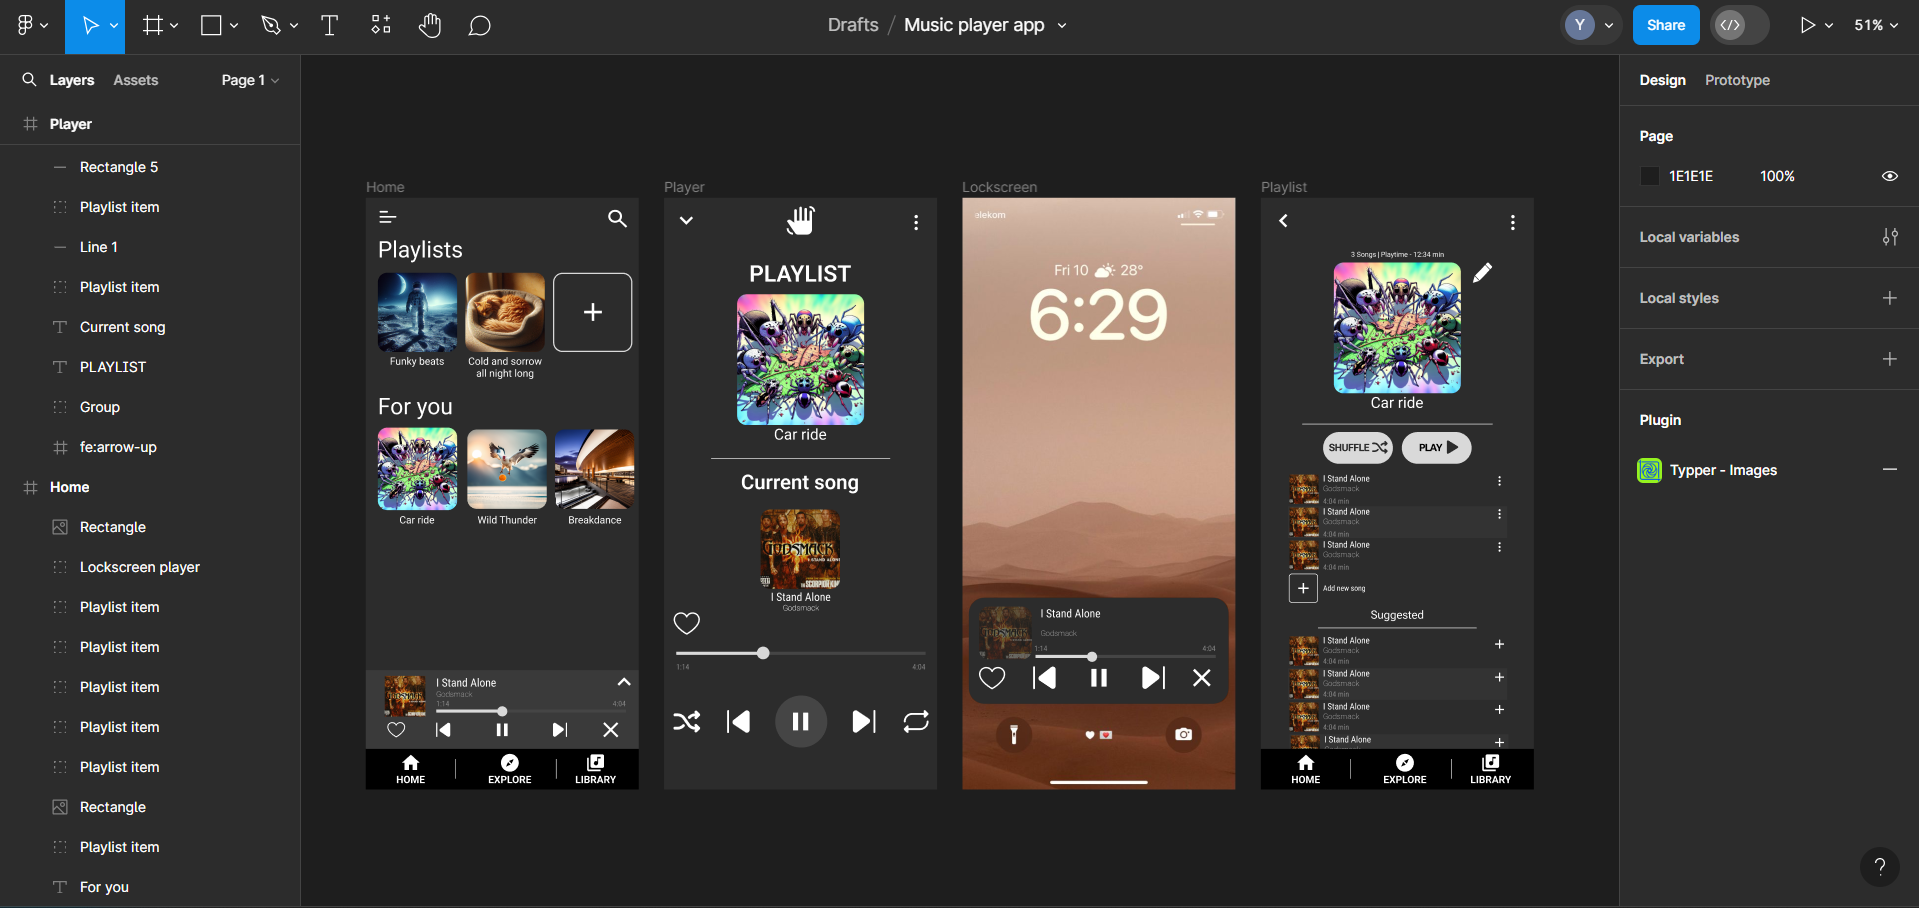 Drafts / Music player app
Y
Share
51%
Layers
Assets
Page 1
Player
Rectangle 5
Playlist item
Line 1
Playlist item
Current song
PLAYLIST
Group
fe:arrow-up
Home
Rectangle
Lockscreen player
Playlist item
Playlist item
Playlist item
Playlist item
Playlist item
Rectangle
Playlist item
For you
Home
Playlists
Funky beats
Cold and sorrow
all night long
For you
Car ride
Wild Thunder
Breakdance
I Stand Alone
Godsmack
1:14
4:04
HOME
EXPLORE
LIBRARY
Player
PLAYLIST
Car ride
Current song
GODSMACK
I Stand Alone
Godsmack
1:14
4:04
Lockscreen
elekom
Fri 10
28°
6:29
I Stand Alone
Godsmack
1:14
4:04
Playlist
3 Songs | Playtime - 12:34 min
Car ride
SHUFFLE
PLAY
I Stand Alone
Godsmack
4:04 min
I Stand Alone
Godsmack
4:04 min
I Stand Alone
Godsmack
4:04 min
Add new song
Suggested
I Stand Alone
Godsmack
4:04 min
I Stand Alone
Godsmack
4:04 min
I Stand Alone
Godsmack
4:04 min
I Stand Alone
HOME
EXPLORE
LIBRARY
Design
Prototype
Page
1E1E1E
100%
Local variables
Local styles
Export
Plugin
Typper - Images
?